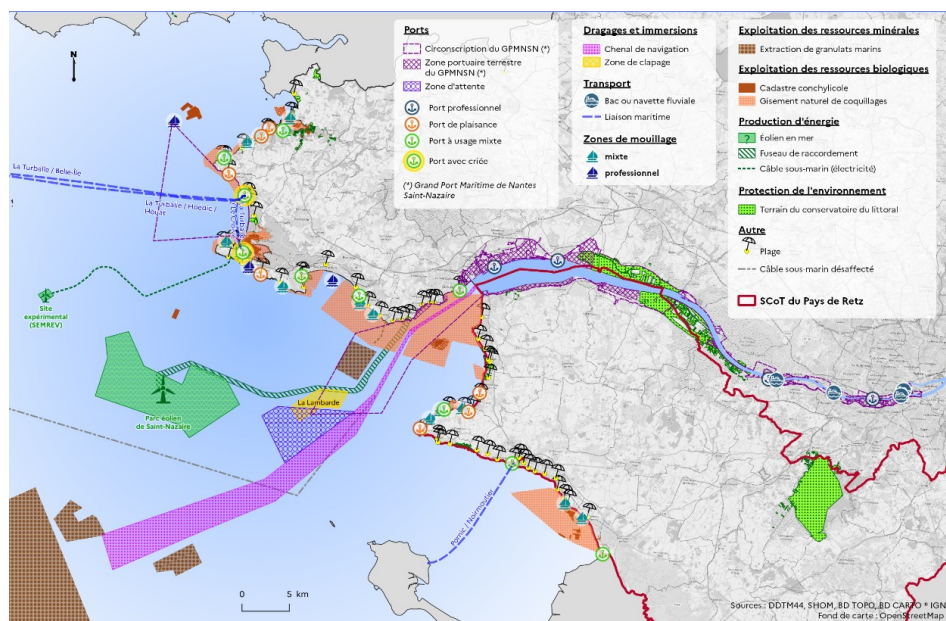 N
Ports
Circonscription du GPMNSN (*)
Zone portuaire terrestre
du GPMNSN (*)
Zone d'attente
Port professionnel
Port de plaisance
Port à usage mixte
Port avec criée
(*) Grand Port Maritime de Nantes
Saint-Nazaire
Dragages et immersions
Chenal de navigation
Zone de clapage
Transport
Bac ou navette fluviale
Liaison maritime
Zones de mouillage
mixte
professionnel
Exploitation des ressources minérales
Extraction de granulats marins
Exploitation des ressources biologiques
Cadastre conchylicole
Gisement naturel de coquillages
Production d'énergie
Éolien en mer
Fuseau de raccordement
Câble sous-marin (électricité)
Protection de l'environnement
Terrain du conservatoire du littoral
Autre
Plage
Câble sous-marin désaffecté
SCoT du Pays de Retz
La Turballe / Belle-Ile
La Turballe / Hoedic /
Houat
Site
expérimental
(SEMREV)
Parc éolien
de Saint-Nazaire
La Lambarde
Pornic / Noirmoutier
0 5 km
Sources : DDTM44, SHOM, BD TOPO, BD CARTO ® IGN
Fond de carte : OpenStreetMap